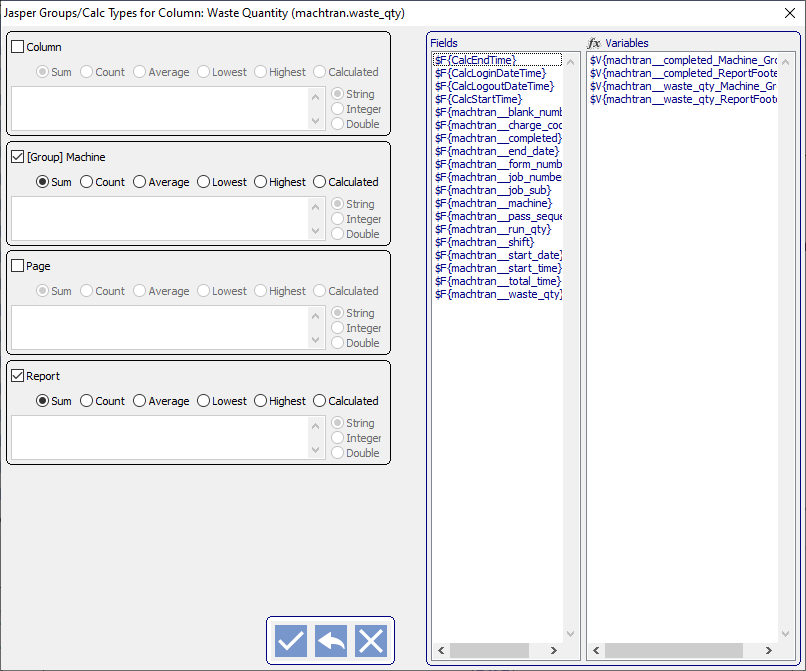 Jasper Groups/Calc Types for Column: Waste Quantity (machtran.waste_qty)
Column
Sum Count Average Lowest Highest Calculated
String
Integer
Double
[Group] Machine
Sum Count Average Lowest Highest Calculated
String
Integer
Double
Page
Sum Count Average Lowest Highest Calculated
String
Integer
Double
Report
Sum Count Average Lowest Highest Calculated
String
Integer
Double
Fields
$F{CalcEndTime}
$F{CalcLoginDateTime}
$F{CalcLogoutDateTime}
$F{CalcStartTime}
$F{machtran__blank_numb
$F{machtran__charge_cod
$F{machtran__completed}
$F{machtran__end_date}
$F{machtran__form_numb
$F{machtran__job_numbe
$F{machtran__job_sub}
$F{machtran__machine}
$F{machtran__pass_seque
$F{machtran__run_qty}
$F{machtran__shift}
$F{machtran__start_date}
$F{machtran__start_time}
$F{machtran__total_time}
$F{machtran__waste_qty}
fx Variables
$V{machtran__completed_Machine_Gro
$V{machtran__completed_ReportFoote
$V{machtran__waste_qty_Machine_Gr
$V{machtran__waste_qty_ReportFoote